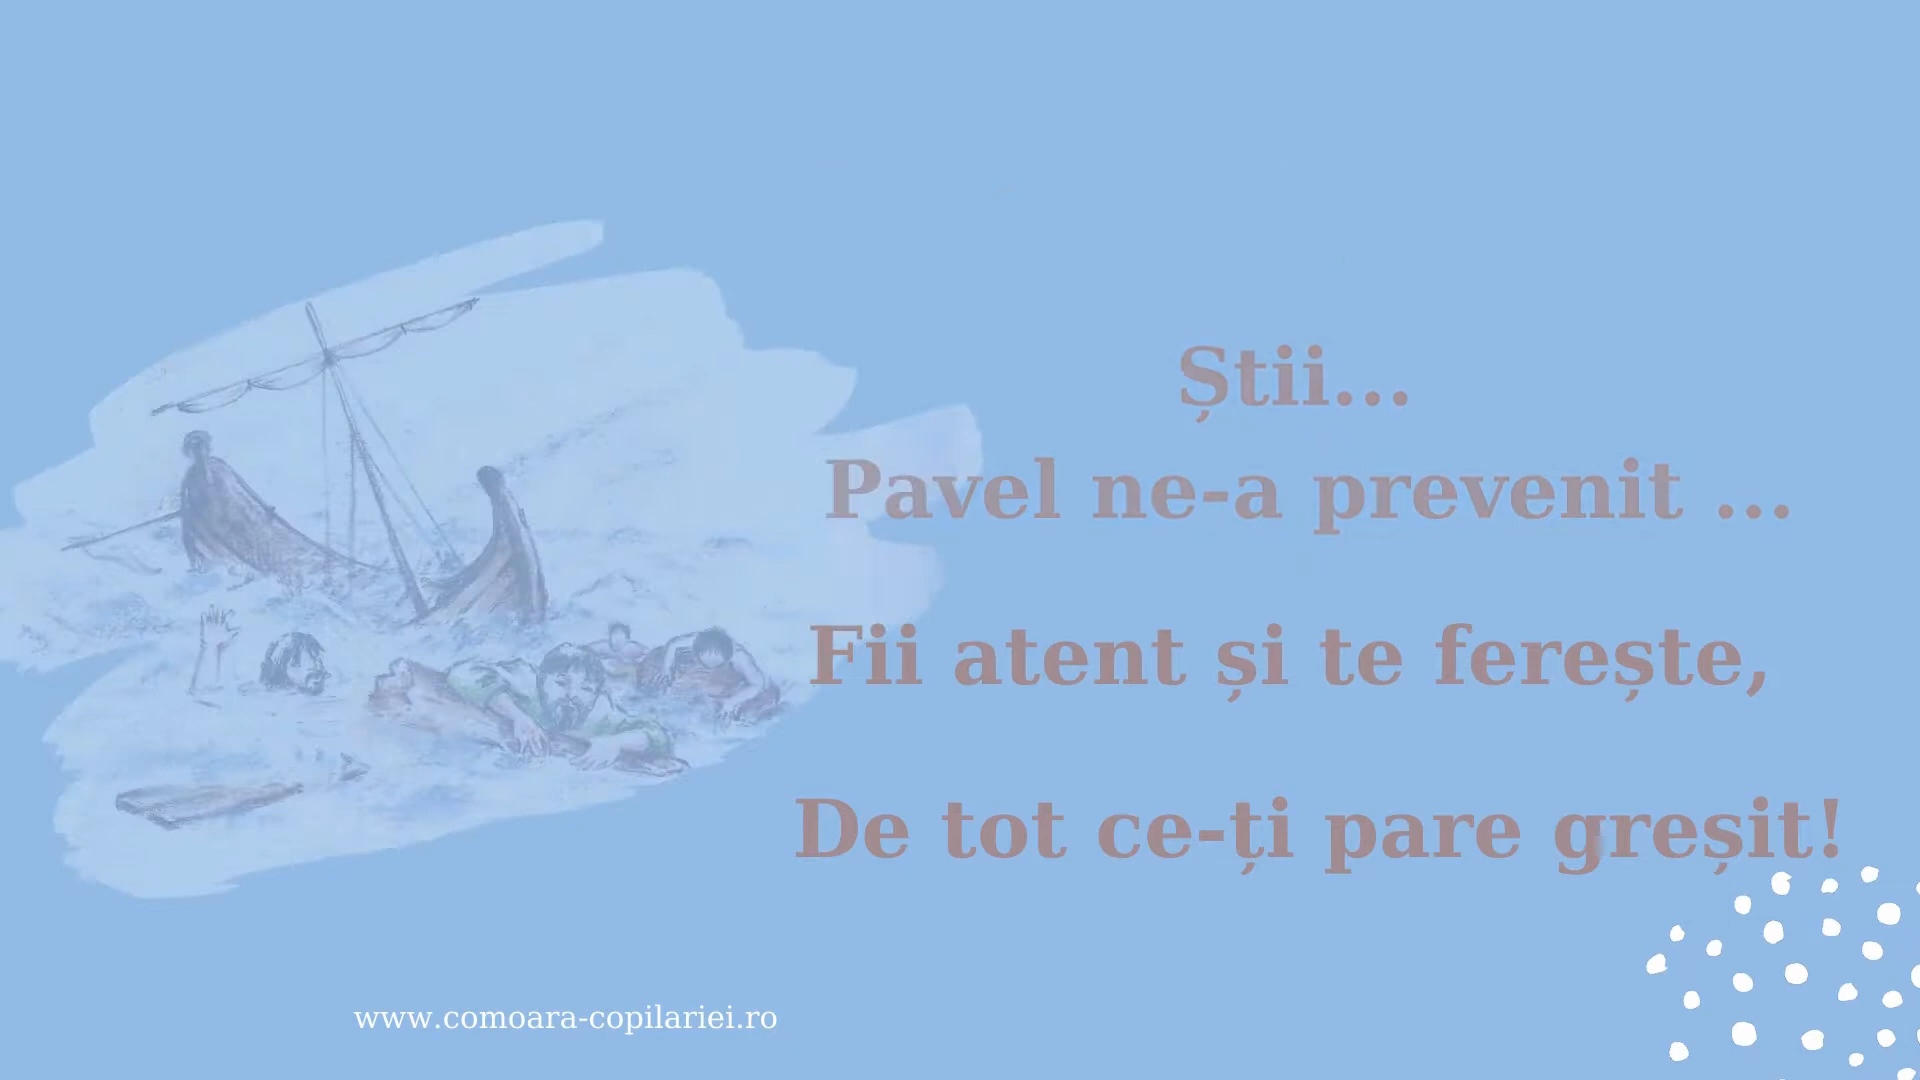 Știi...
Pavel ne-a prevenit ...
Fii atent și te ferește,
De tot ce-ți pare greșit!
www.comoara-copilariei.ro